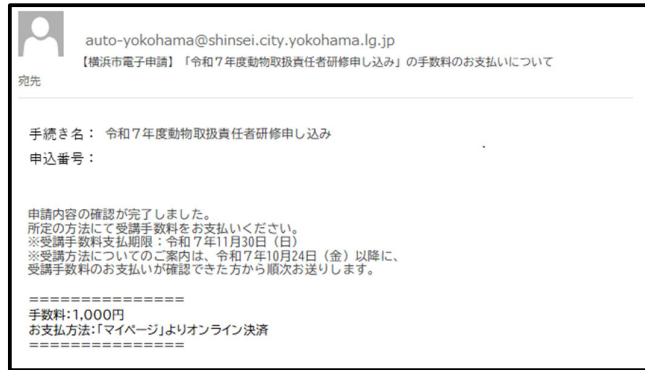 auto-yokohama@shinsei.city.yokohama.lg.jp
【横浜市電子申請】「令和７年度動物取扱責任者研修申し込み」の手数料のお支払いについて
宛先
手続き名： 令和７年度動物取扱責任者研修申し込み
申込番号：
申請内容の確認が完了しました。
所定の方法にて受講手数料をお支払いください。
※受講手数料支払期限：令和７年11月30日（日）
※受講方法についてのご案内は、令和７年10月24日（金）以降に、
受講手数料のお支払いが確認できた方から順次お送りします。
===============
手数料：1,000円
お支払方法：「マイページ」よりオンライン決済
===============